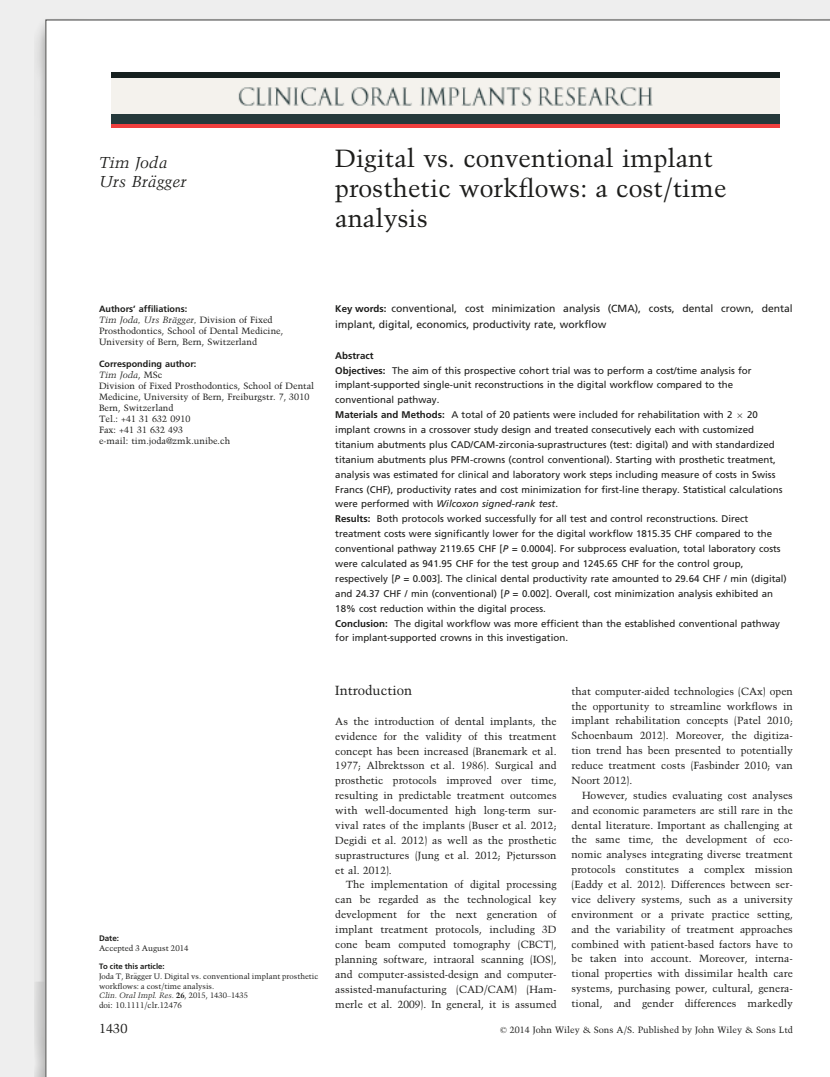 CLINICAL ORAL IMPLANTS RESEARCH
Tim Joda
Urs Brägger
Digital vs. conventional implant
prosthetic workflows: a cost/time
analysis
Authors’ affiliations:
Tim Joda, Urs Brägger, Division of Fixed
Prosthodontics, School of Dental Medicine,
University of Bern, Bern, Switzerland
Corresponding author:
Tim Joda, MSc
Division of Fixed Prosthodontics, School of Dental
Medicine, University of Bern, Freiburgstr. 7, 3010
Bern, Switzerland
Tel.: +41 31 632 0910
Fax: +41 31 632 493
e-mail: tim.joda@zmk.unibe.ch
Key words: conventional, cost minimization analysis (CMA), costs, dental crown, dental
implant, digital, economics, productivity rate, workflow
Abstract
Objectives: The aim of this prospective cohort trial was to perform a cost/time analysis for
implant-supported single-unit reconstructions in the digital workflow compared to the
conventional pathway.
Materials and Methods: A total of 20 patients were included for rehabilitation with 2 × 20
implant crowns in a crossover study design and treated consecutively each with customized
titanium abutments plus CAD/CAM-zirconia-suprastructures (test: digital) and with standardized
titanium abutments plus PFM-crowns (control conventional). Starting with prosthetic treatment,
analysis was estimated for clinical and laboratory work steps including measure of costs in Swiss
Francs (CHF), productivity rates and cost minimization for first-line therapy. Statistical calculations
were performed with Wilcoxon signed-rank test.
Results: Both protocols worked successfully for all test and control reconstructions. Direct
treatment costs were significantly lower for the digital workflow 1815.35 CHF compared to the
conventional pathway 2119.65 CHF [P = 0.0004]. For subprocess evaluation, total laboratory costs
were calculated as 941.95 CHF for the test group and 1245.65 CHF for the control group,
respectively [P = 0.003]. The clinical dental productivity rate amounted to 29.64 CHF / min (digital)
and 24.37 CHF / min (conventional) [P = 0.002]. Overall, cost minimization analysis exhibited an
18% cost reduction within the digital process.
Conclusion: The digital workflow was more efficient than the established conventional pathway
for implant-supported crowns in this investigation.
Introduction
As the introduction of dental implants, the
evidence for the validity of this treatment
concept has been increased (Branemark et al.
1977; Albrektsson et al. 1986). Surgical and
prosthetic protocols improved over time,
resulting in predictable treatment outcomes
with well-documented high long-term sur-
vival rates of the implants (Buser et al. 2012;
Degidi et al. 2012) as well as the prosthetic
suprastructures (Jung et al. 2012; Pjetursson
et al. 2012).
The implementation of digital processing
can be regarded as the technological key
development for the next generation of
implant treatment protocols, including 3D
cone beam computed tomography (CBCT),
planning software, intraoral scanning (IOS),
and computer-assisted-design and computer-
assisted-manufacturing (CAD/CAM) (Ham-
merle et al. 2009). In general, it is assumed
that computer-aided technologies (CAx) open
the opportunity to streamline workflows in
implant rehabilitation concepts (Patel 2010;
Schoenbaum 2012). Moreover, the digitiza-
tion trend has been presented to potentially
reduce treatment costs (Fasbinder 2010; van
Noort 2012).
However, studies evaluating cost analyses
and economic parameters are still rare in the
dental literature. Important as challenging at
the same time, the development of eco-
nomic analyses integrating diverse treatment
protocols constitutes a complex mission
(Eaddy et al. 2012). Differences between ser-
vice delivery systems, such as a university
environment or a private practice setting,
and the variability of treatment approaches
combined with patient-based factors have to
be taken into account. Moreover, interna-
tional properties with dissimilar health care
systems, purchasing power, cultural, genera-
tional, and gender differences markedly
Date:
Accepted 3 August 2014
To cite this article:
Joda T, Brägger U. Digital vs. conventional implant prosthetic
workflows: a cost/time analysis.
Clin. Oral Impl. Res. 26, 2015, 1430–1435
doi: 10.1111/clr.12476
1430
© 2014 John Wiley & Sons A/S. Published by John Wiley & Sons Ltd